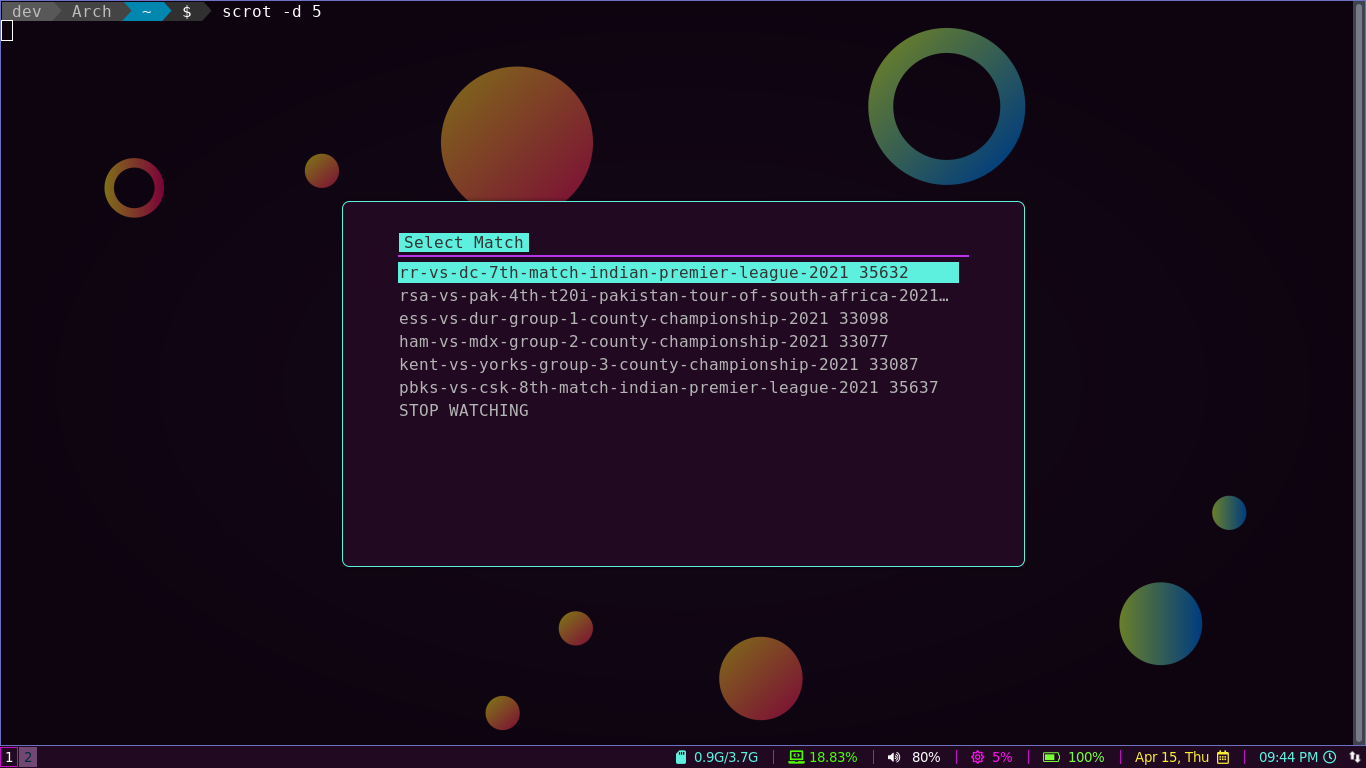 dev Arch ~ $ scrot -d 5
Select Match
rr-vs-dc-7th-match-indian-premier-league-2021 35632
rsa-vs-pak-4th-t20i-pakistan-tour-of-south-africa-2021…
ess-vs-dur-group-1-county-championship-2021 33098
ham-vs-mdx-group-2-county-championship-2021 33077
kent-vs-yorks-group-3-county-championship-2021 33087
pbks-vs-csk-8th-match-indian-premier-league-2021 35637
STOP WATCHING
1 2 0.9G/3.7G 18.83% 80% 5% 100% Apr 15, Thu 09:44 PM